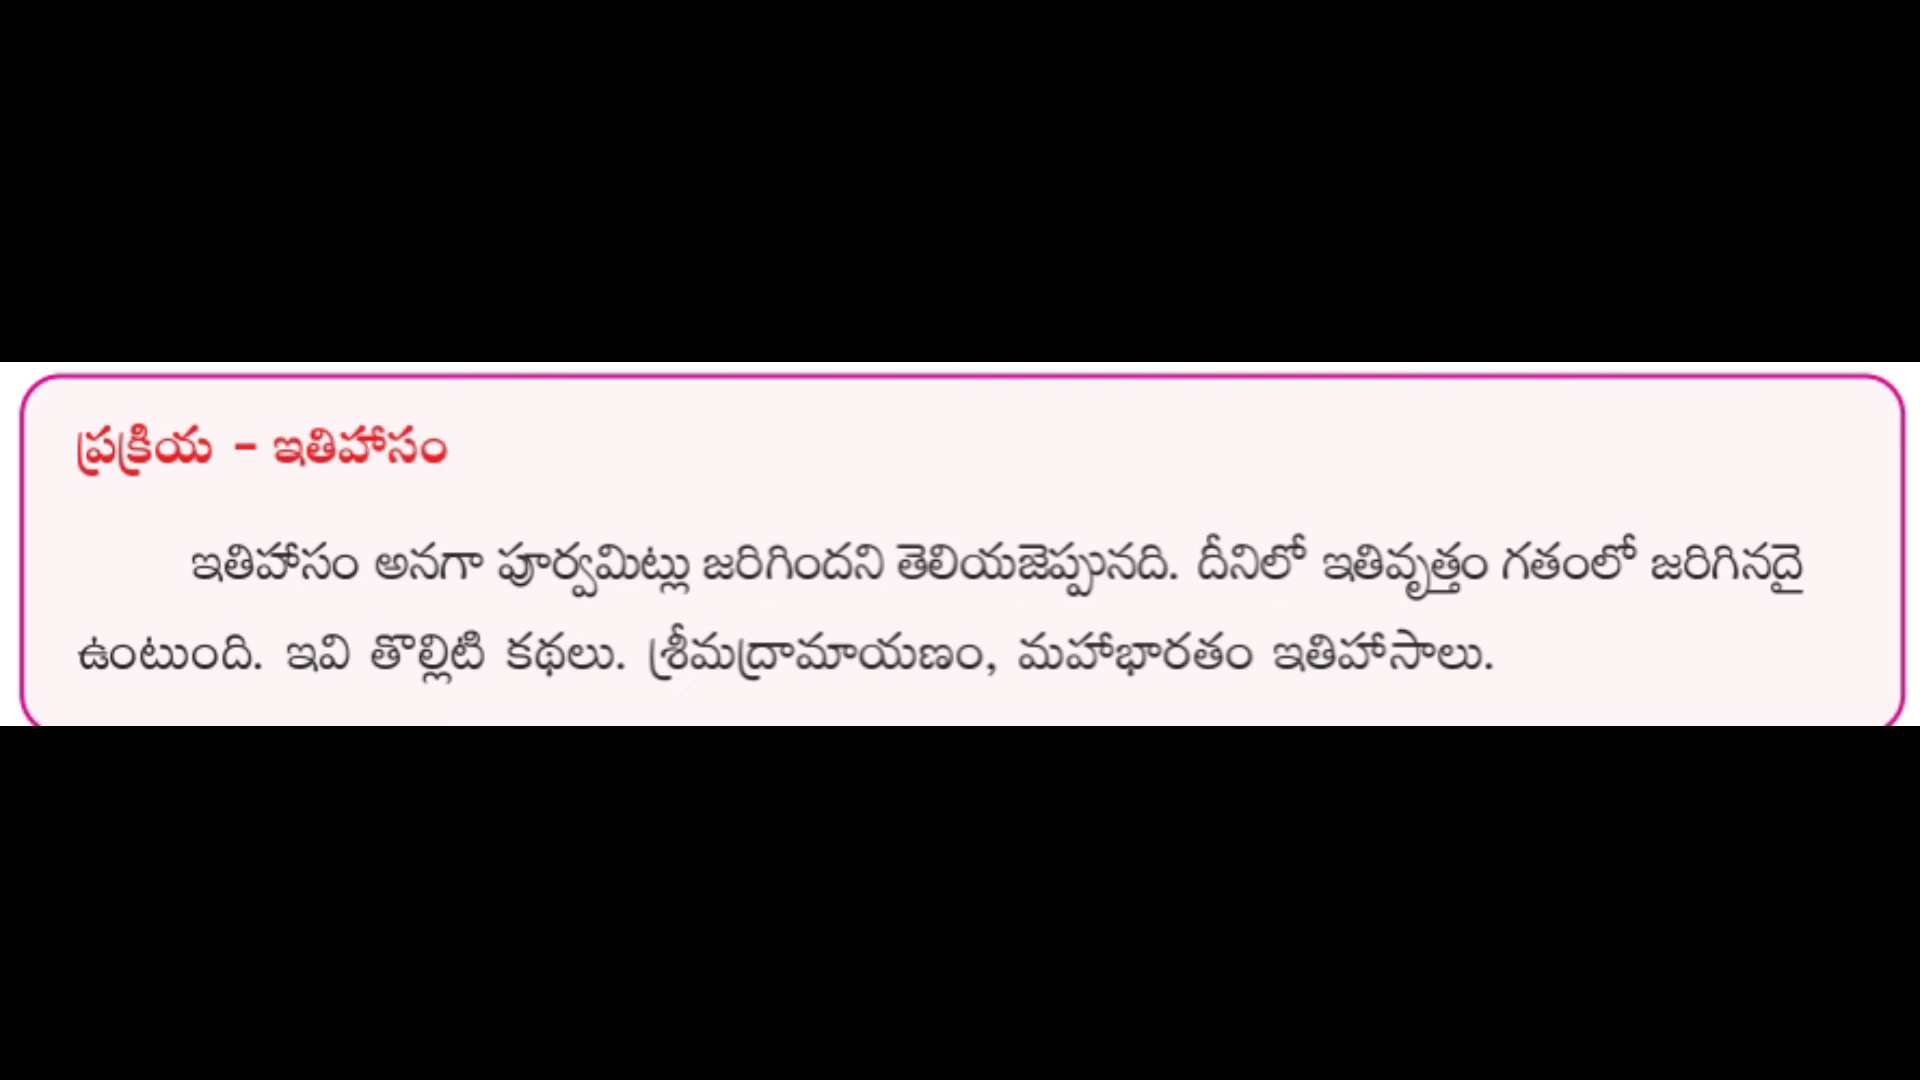 ప్రక్రియ - ఇతిహాసం
ఇతిహాసం అనగా పూర్వమిట్లు జరిగిందని తెలియజెప్పునది. దీనిలో ఇతివృత్తం గతంలో జరిగినదై
ఉంటుంది. ఇవి తొల్లిటి కథలు. శ్రీమద్రామాయణం, మహాభారతం ఇతిహాసాలు.